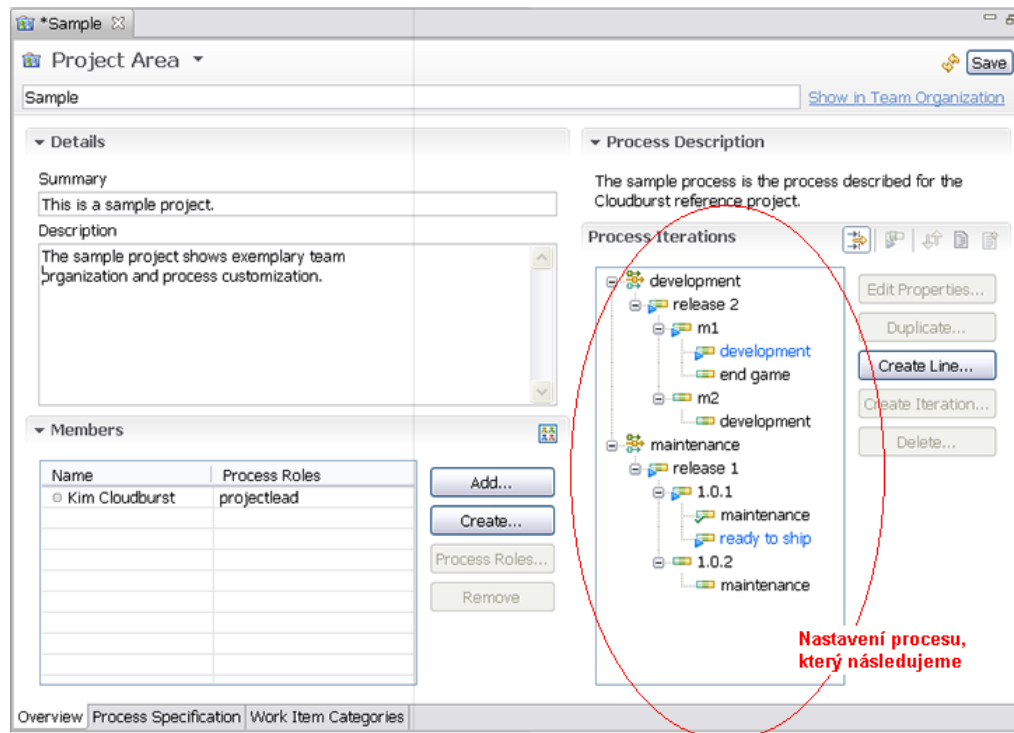 *Sample
Project Area
Save
Sample
Show in Team Organization
Details
Summary
This is a sample project.
Description
The sample project shows exemplary team
organization and process customization.
Members
Name Process Roles
Kim Cloudburst projectlead
Add...
Create...
Process Roles...
Remove
Process Description
The sample process is the process described for the
Cloudburst reference project.
Process Iterations
development
release 2
m1
development
end game
m2
development
maintenance
release 1
1.0.1
maintenance
ready to ship
1.0.2
maintenance
Edit Properties...
Duplicate...
Create Line...
Create Iteration...
Delete...
Nastavení procesu,
který následujeme
Overview Process Specification Work Item Categories